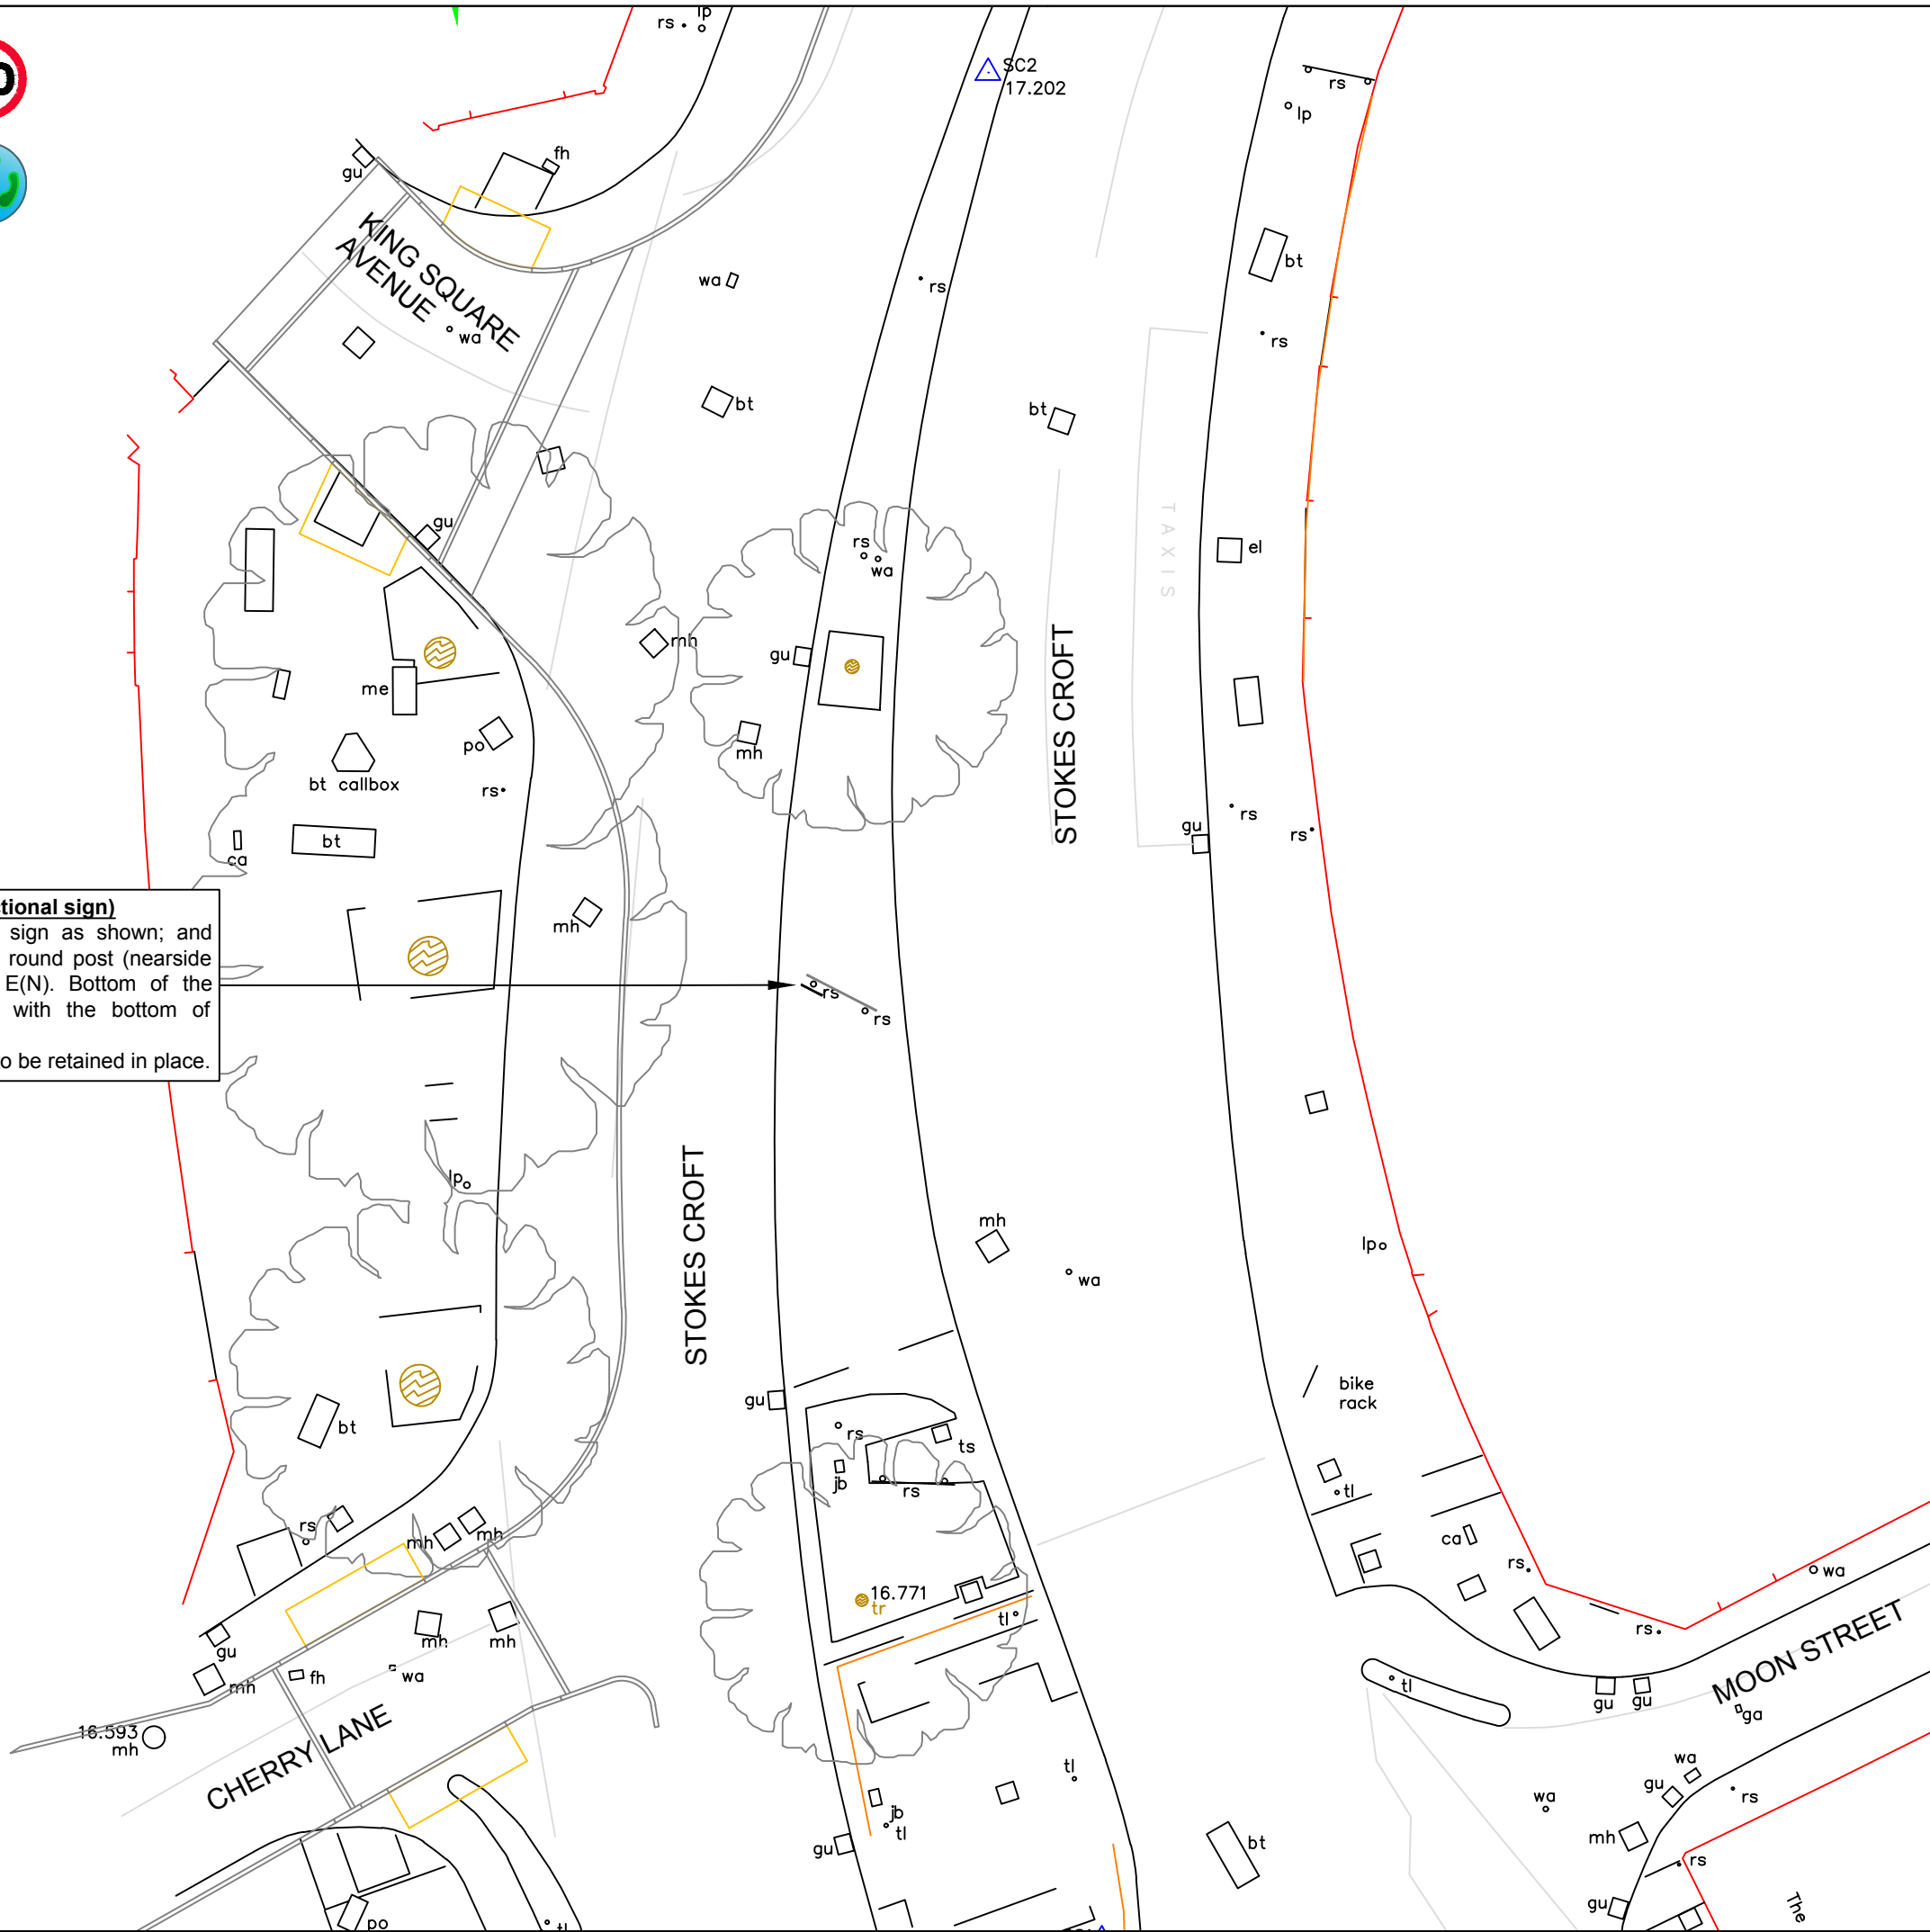 lp
rs
SC2
17.202
rs
lp
fh
gu
KING SQUARE
AVENUE
wa
wa
rs
bt
rs
bt
bt
gu
TAXIS
el
rs
wa
mh
gu
me
po
mh
bt callbox
rs
STOKES CROFT
rs
gu
rs
bt
ca
tional sign)
sign as shown; and
round post (nearside
E(N). Bottom of the
with the bottom of
o be retained in place.
mh
rs
rs
lp
STOKES CROFT
mh
wa
lp
gu
bike
rack
bt
rs
ts
jb
rs
tl
rs
mh
mh
ca
rs
16.771
tr
tl
wa
rs
gu
mh
mh
mh
fh
wa
tl
MOON STREET
gu
gu
ga
16.593
mh
CHERRY LANE
tl
wa
gu
wa
rs
jb
tl
gu
bt
mh
rs
gu
The
po
tl